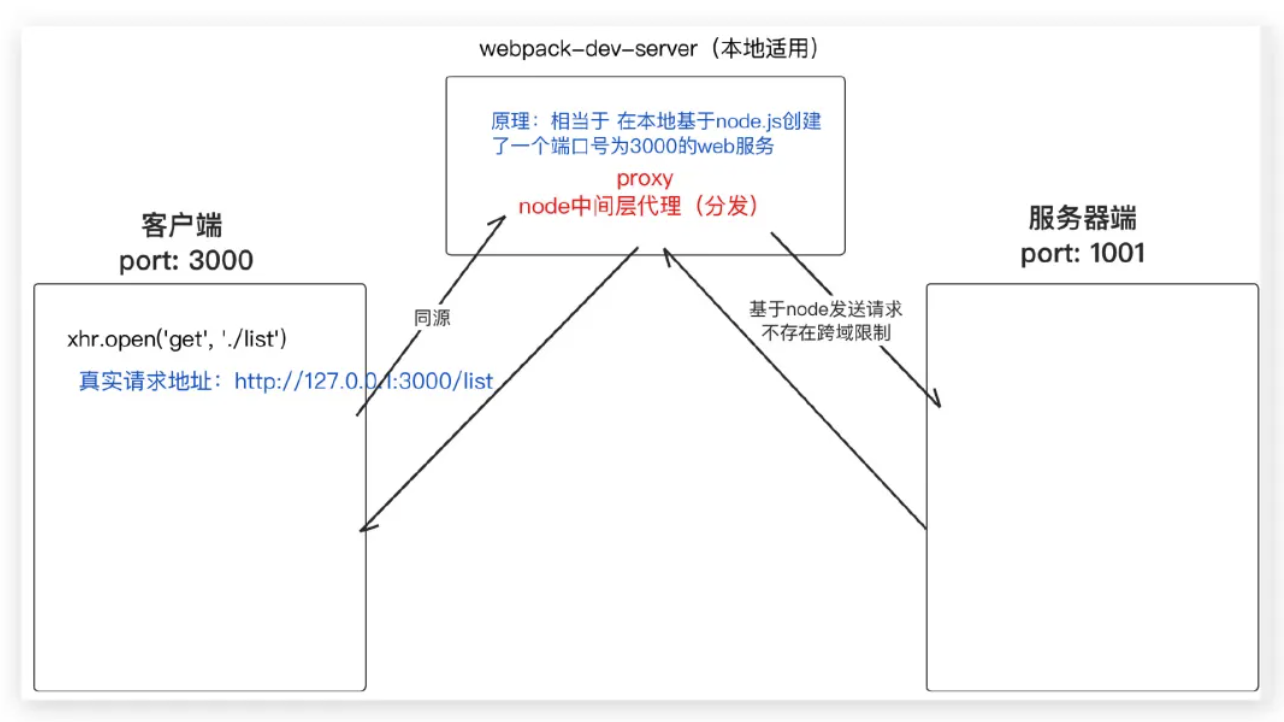 webpack-dev-server（本地适用）
原理：相当于 在本地基于node.js创建
了一个端口号为3000的web服务
proxy
node中间层代理（分发）
客户端
port: 3000
服务器端
port: 1001
xhr.open('get', './list')
真实请求地址：http://127.0.0.1:3000/list
同源
基于node发送请求
不存在跨域限制